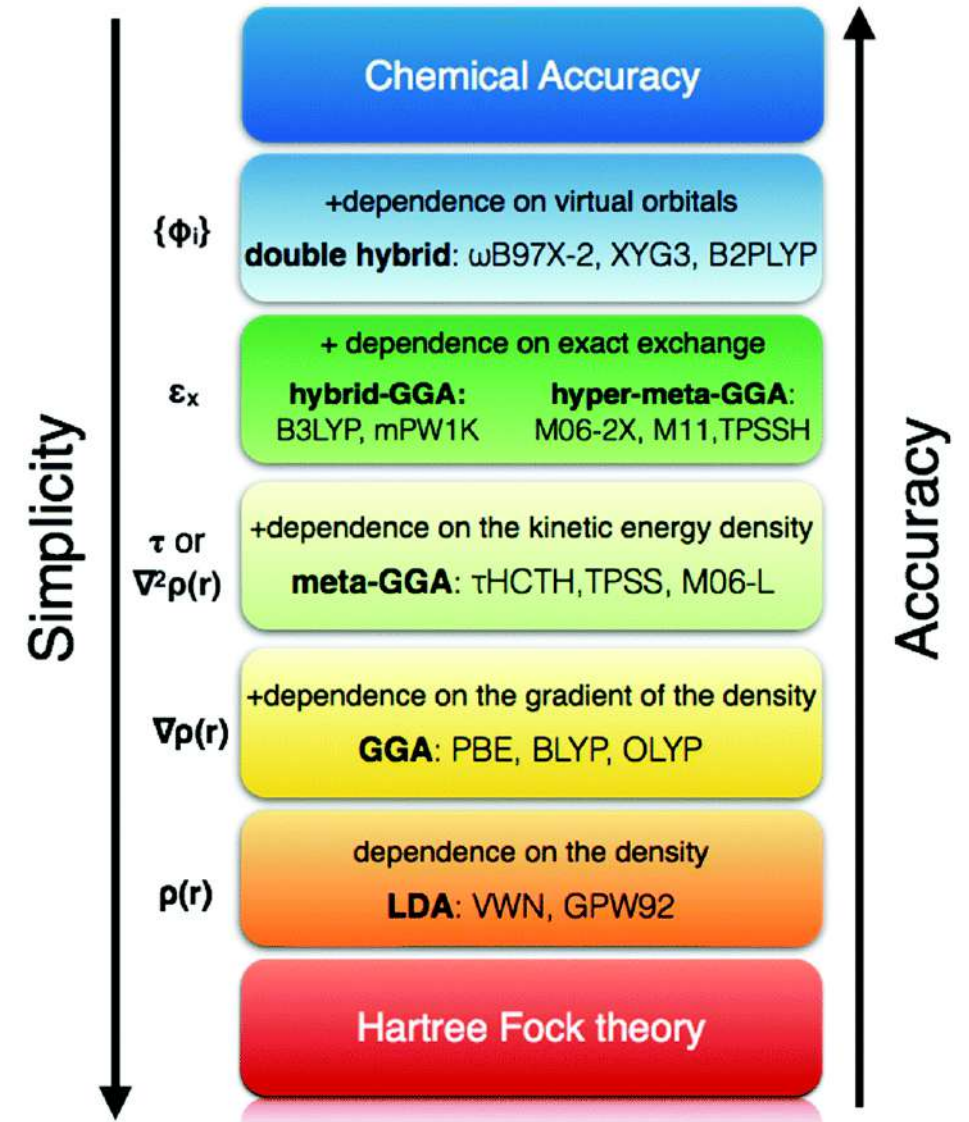 Chemical Accuracy
{Φi}
+dependence on virtual orbitals
double hybrid: ωB97X-2, XYG3, B2PLYP
εx
+ dependence on exact exchange
hybrid-GGA:
B3LYP, mPW1K
hyper-meta-GGA:
M06-2X, M11,TPSSH
τ or
∇²ρ(r)
+dependence on the kinetic energy density
meta-GGA: τHCTH,TPSS, M06-L
∇ρ(r)
+dependence on the gradient of the density
GGA: PBE, BLYP, OLYP
ρ(r)
dependence on the density
LDA: VWN, GPW92
Hartree Fock theory
Simplicity
Accuracy